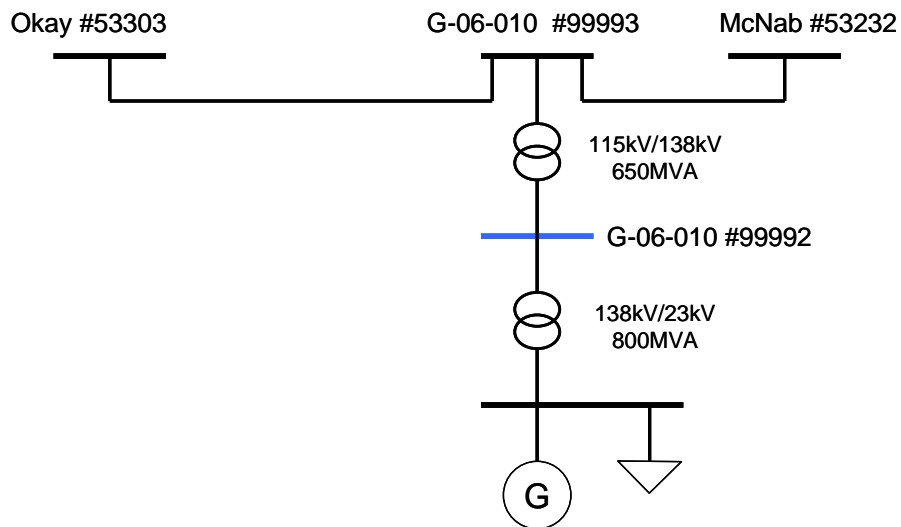 Okay #53303
G-06-010 #99993
McNab #53232
115kV/138kV
650MVA
G-06-010 #99992
138kV/23kV
800MVA
G